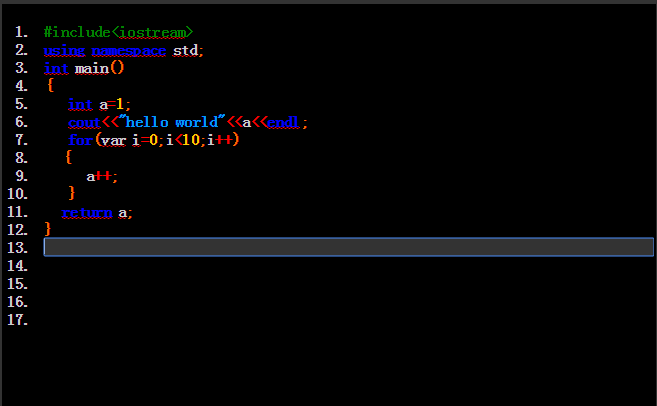 1. #include<iostream>
2. using namespace std;
3. int main()
4. {
5. int a=1;
6. cout<<"hello world"<<a<<endl;
7. for(var i=0;i<10;i++)
8. {
9. a++;
10. }
11. return a;
12. }
13.
14.
15.
16.
17.